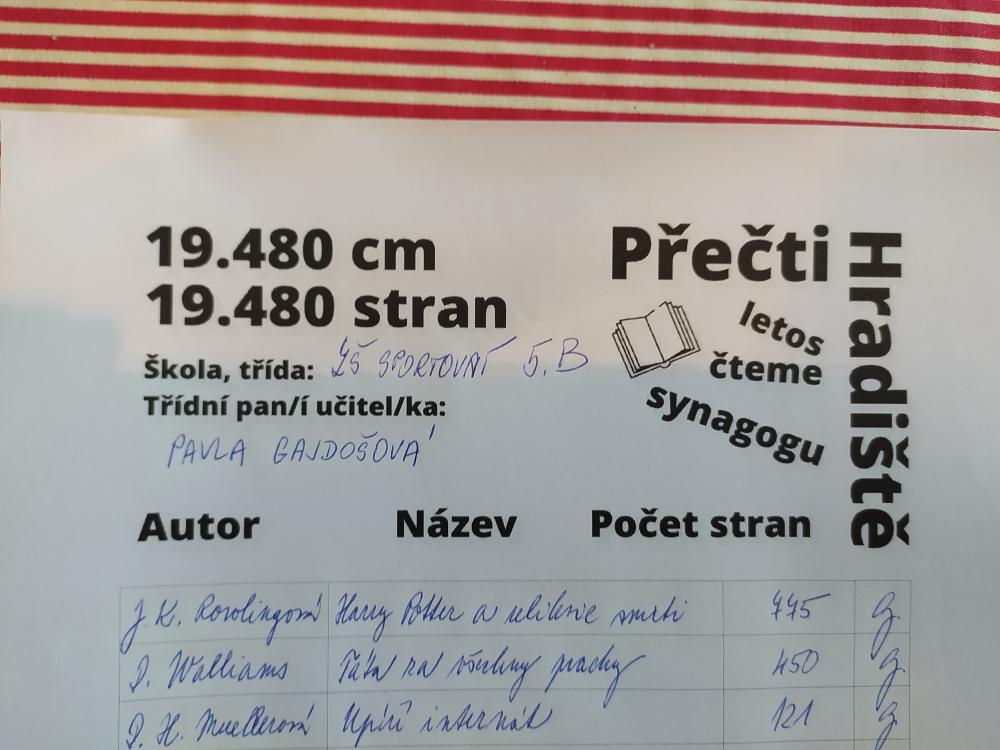 19.480 cm
19.480 stran
Přečti
Hradiště
letos
čteme
synagogu
Škola, třída: ZŠ SPORTOVNÍ 5.B
Třídní pan/í učitel/ka:
PAVLA GAJDOŠOVÁ
Autor Název Počet stran
J. K. Rowlingová Harry Potter a relikvie smrti 775
D. Walliams Táta za všechny prachy 450
D. H. Muellerová Upíří internát 121